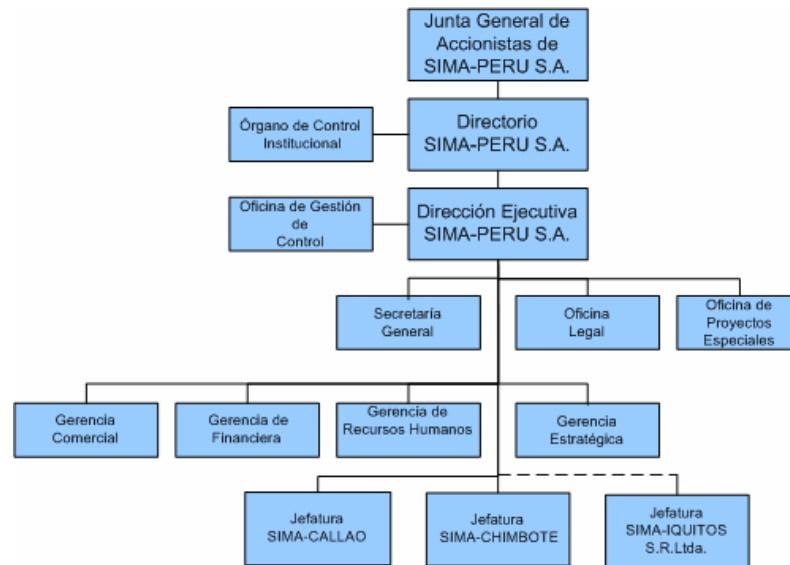 Junta General de
Accionistas de
SIMA-PERU S.A.
Órgano de Control
Institucional
Directorio
SIMA-PERU S.A.
Oficina de Gestión
de
Control
Dirección Ejecutiva
SIMA-PERU S.A.
Secretaría
General
Oficina
Legal
Oficina de
Proyectos
Especiales
Gerencia
Comercial
Gerencia de
Financiera
Gerencia de
Recursos Humanos
Gerencia
Estratégica
Jefatura
SIMA-CALLAO
Jefatura
SIMA-CHIMBOTE
Jefatura
SIMA-IQUITOS
S.R.Ltda.